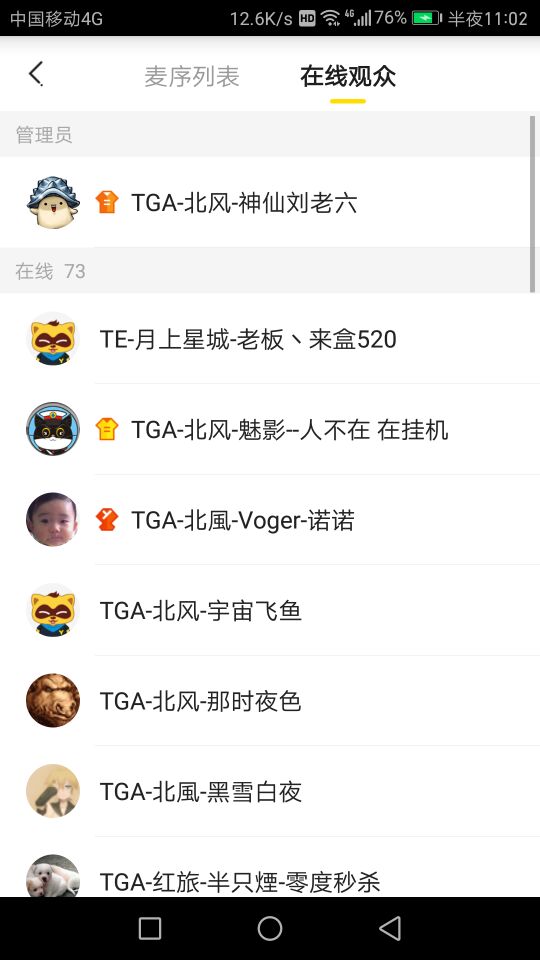 中国移动4G 12.6K/s HD 4G 76% 半夜11:02
麦序列表 在线观众
管理员
TGA-北风-神仙刘老六
在线 73
TE-月上星城-老板丶来盒520
TGA-北风-魅影--人不在 在挂机
TGA-北風-Voger-诺诺
TGA-北风-宇宙飞鱼
TGA-北风-那时夜色
TGA-北風-黑雪白夜
TGA-红旅-半只煙-零度秒杀